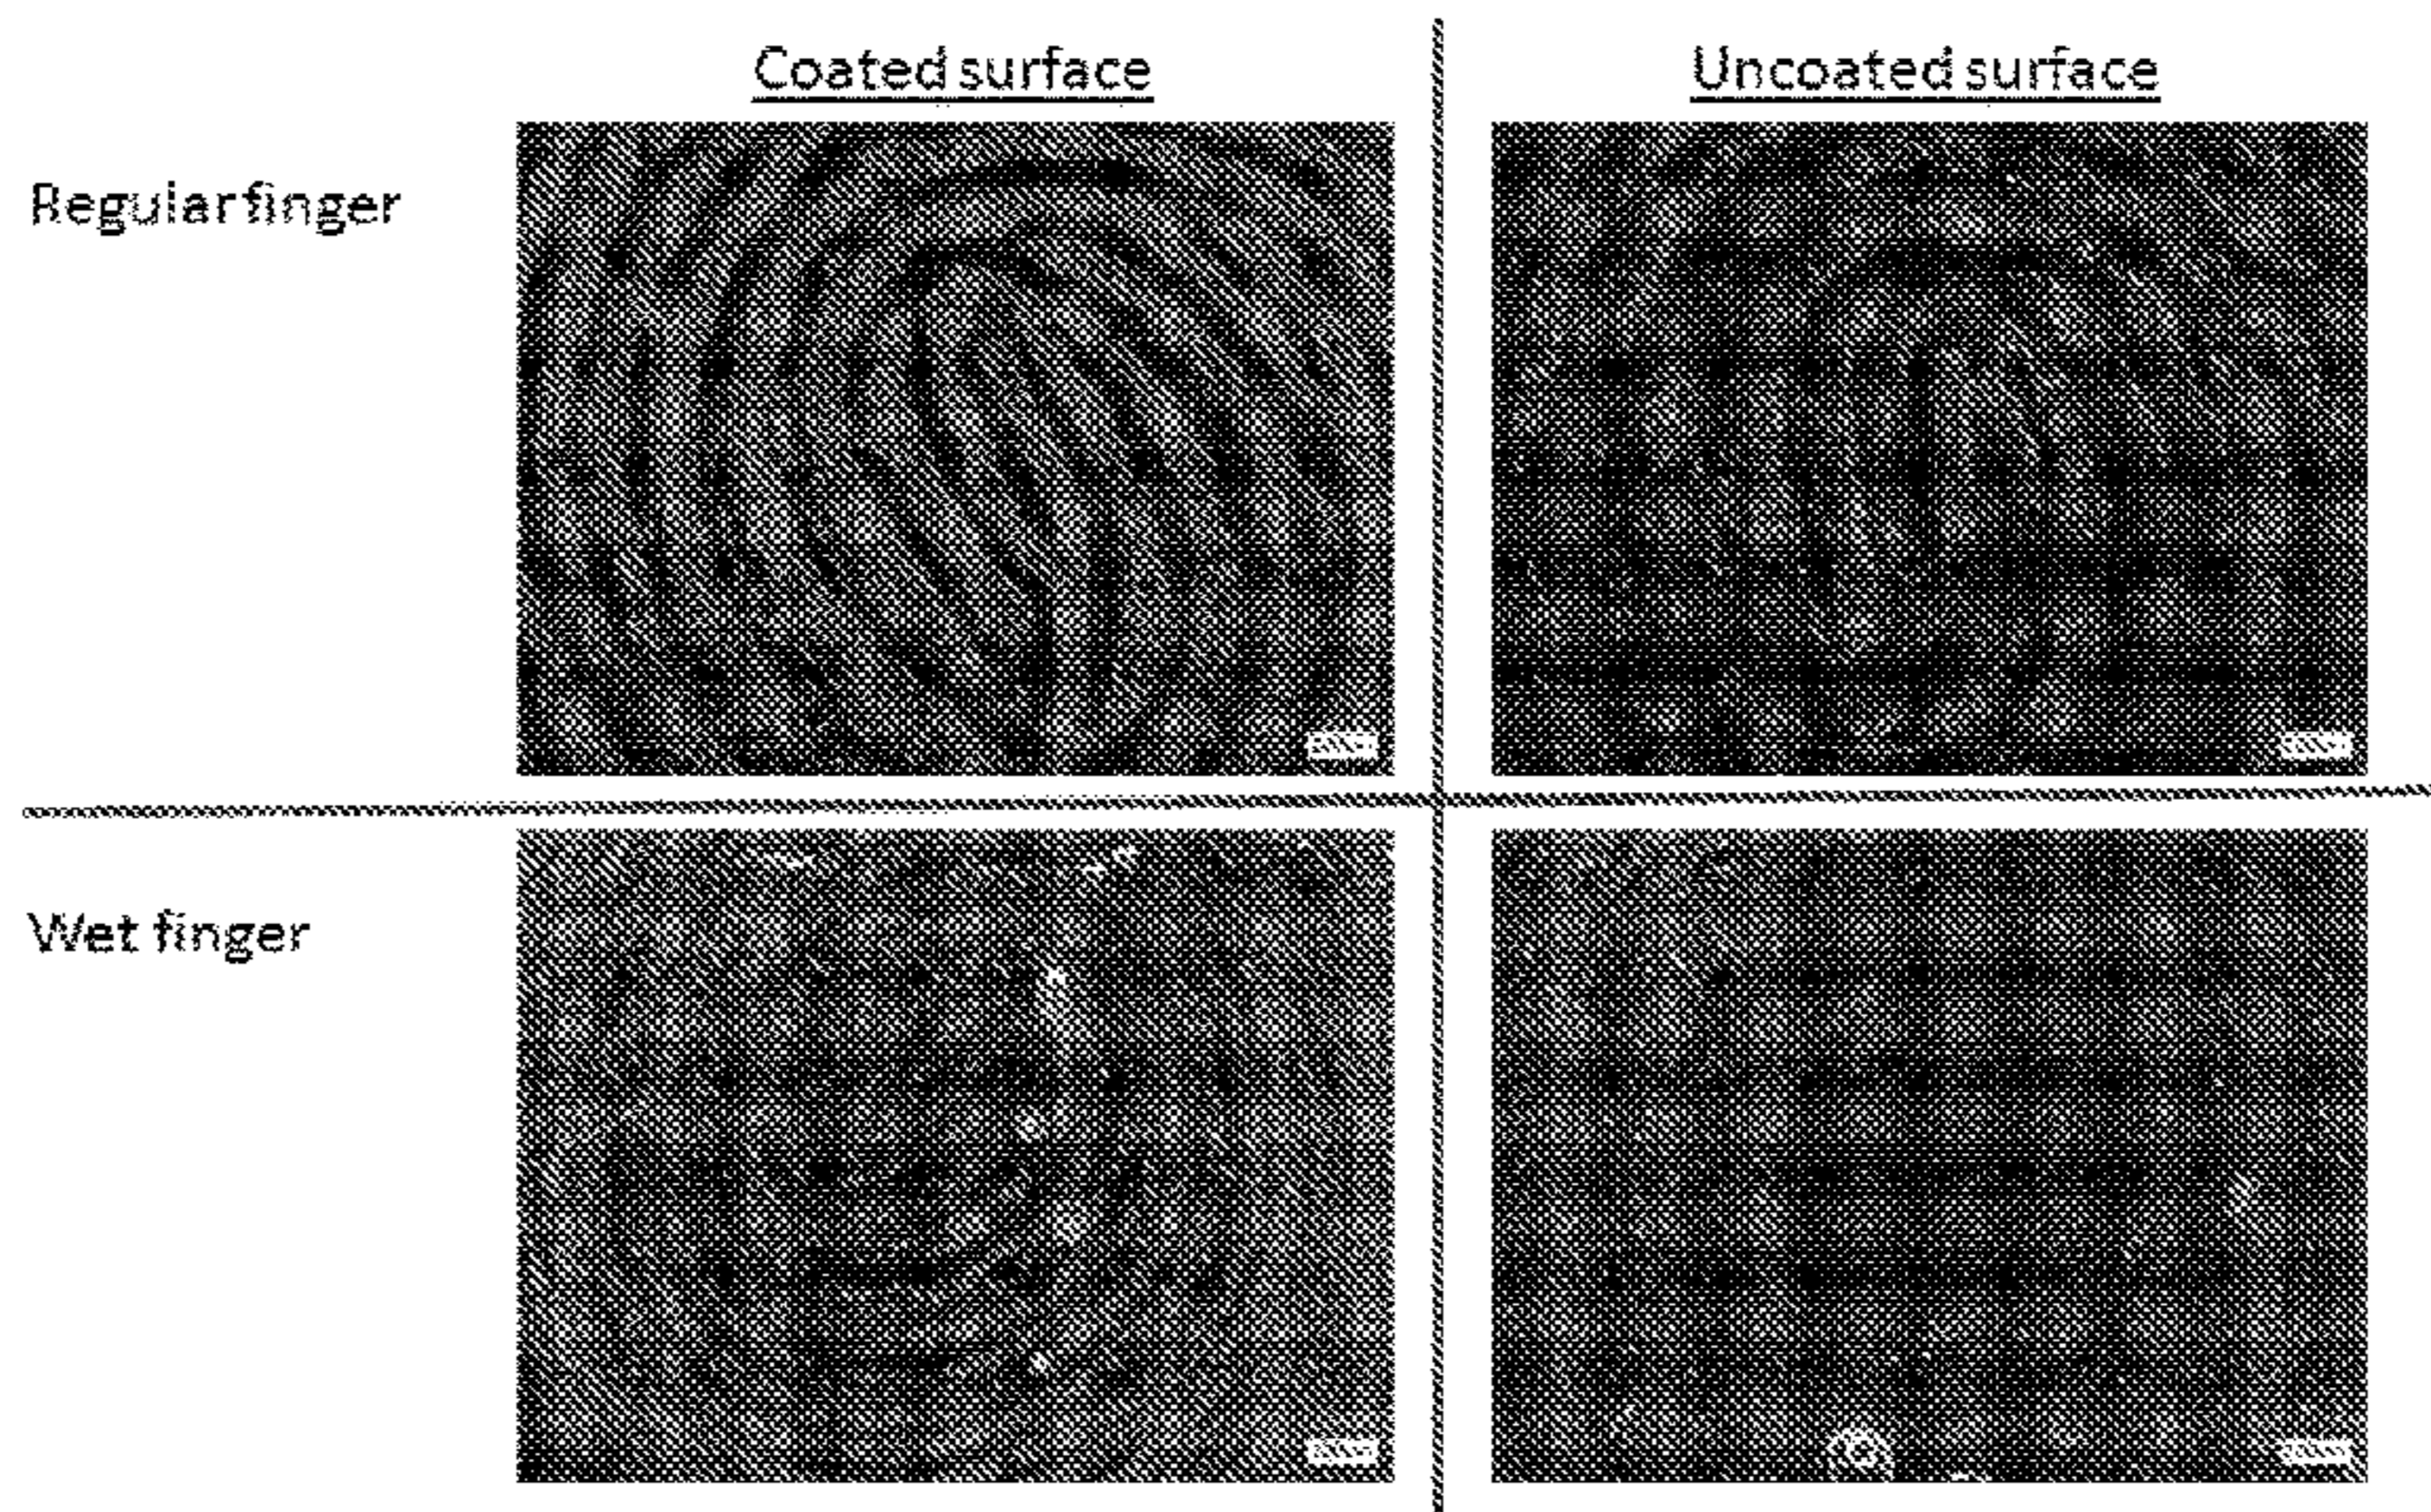 Coated surface
Uncoated surface
Regular finger
Wet finger